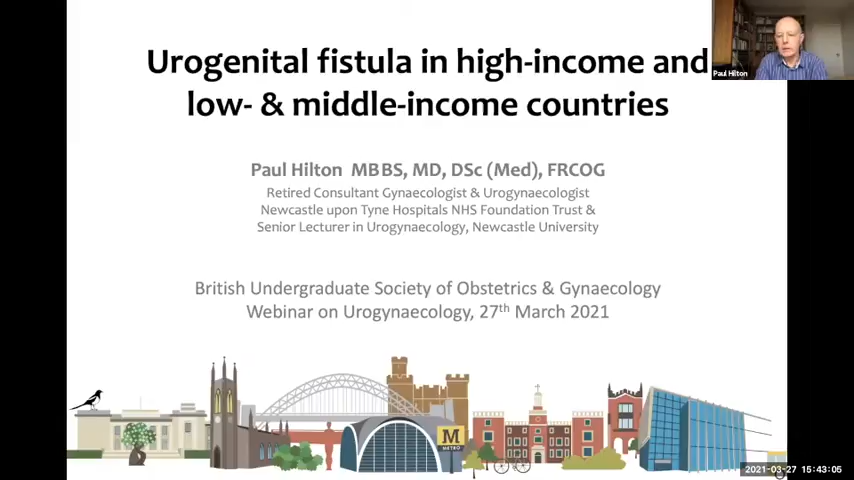 Urogenital fistula in high-income and
low- & middle-income countries
Paul Hilton
Paul Hilton MBBS, MD, DSc (Med), FRCOG
Retired Consultant Gynaecologist & Urogynaecologist
Newcastle upon Tyne Hospitals NHS Foundation Trust &
Senior Lecturer in Urogynaecology, Newcastle University
British Undergraduate Society of Obstetrics & Gynaecology
Webinar on Urogynaecology, 27th March 2021
M
METRO
2021-03-27 15:43:05